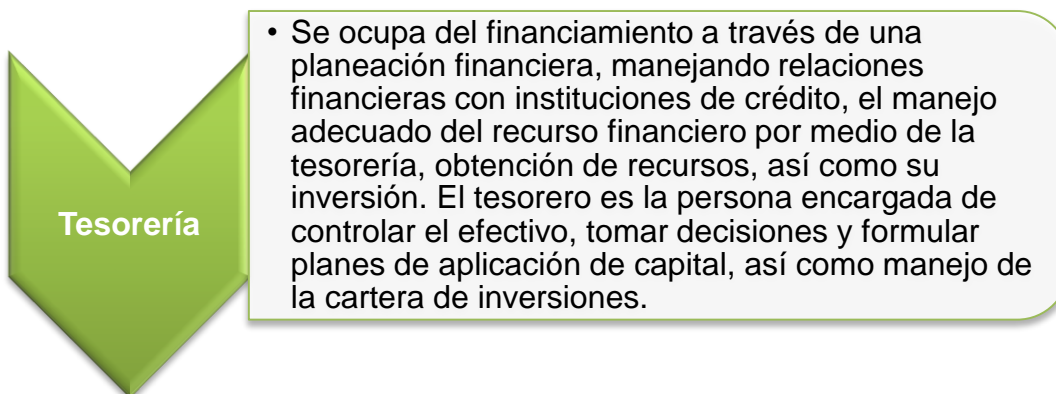 Tesorería
• Se ocupa del financiamiento a través de una
planeación financiera, manejando relaciones
financieras con instituciones de crédito, el manejo
adecuado del recurso financiero por medio de la
tesorería, obtención de recursos, así como su
inversión. El tesorero es la persona encargada de
controlar el efectivo, tomar decisiones y formular
planes de aplicación de capital, así como manejo de
la cartera de inversiones.